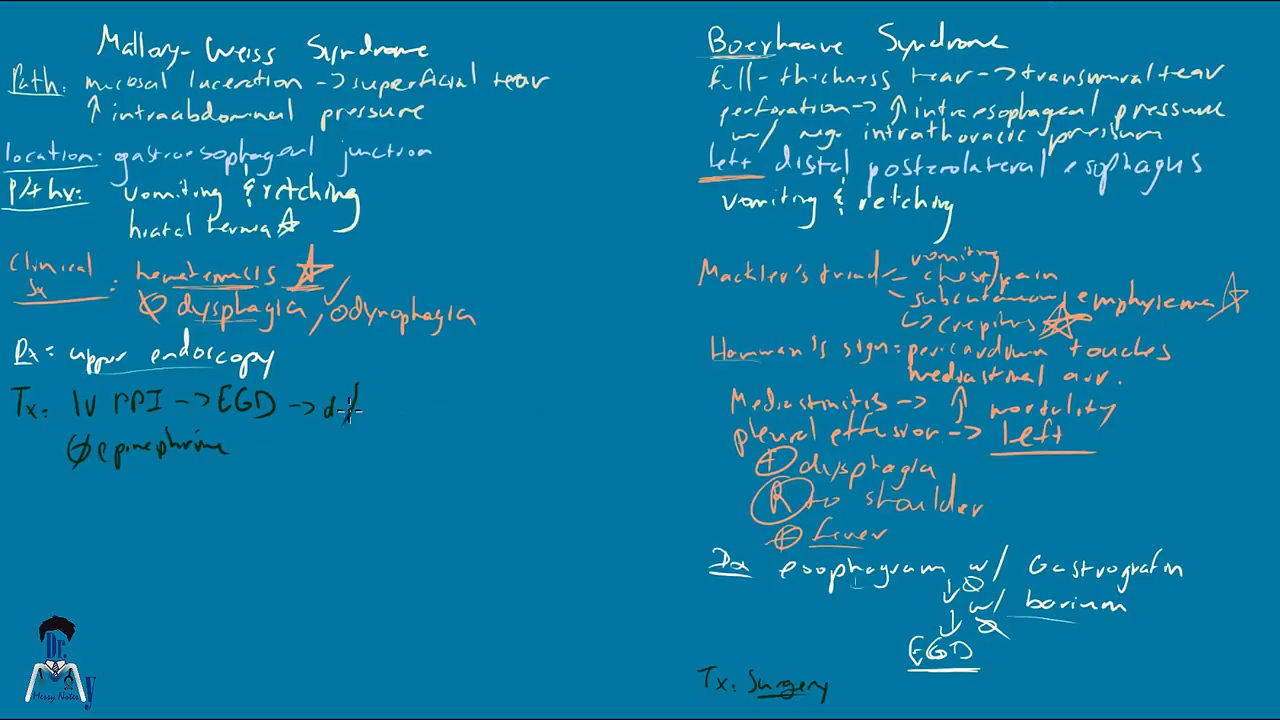 Mallory-Weiss Syndrome
Path: mucosal laceration -> superficial tear
↑ intraabdominal pressure
location: gastroesophageal junction
P/t hx: vomiting & retching
hiatal hernia ☆
Clinical Sx: hematemesis ☆
∅ dysphagia, odynophagia
Dx: upper endoscopy
Tx: IV PPI -> EGD ->
∅ epinephrine
Boerhaave Syndrome
full-thickness tear -> transmural tear
perforation -> ↑ intraesophageal pressure
w/ neg. intrathoracic pressure
left distal posterolateral esophagus
vomiting & retching
Mackler's triad
vomiting
chest pain
subcutaneous emphysema ☆
↳ crepitus ☆
Hamman's sign: pericardium touches
mediastinal air.
Mediastinitis -> ↑ mortality
pleural effusion -> left
⊕ dysphagia
Ⓡ to shoulder
⊕ fever
Dx esophagram w/ Gastrografin
↓ ∅
w/ barium
↓ ∅
EGD
Tx: Surgery
Dr.
Messy Notes
y